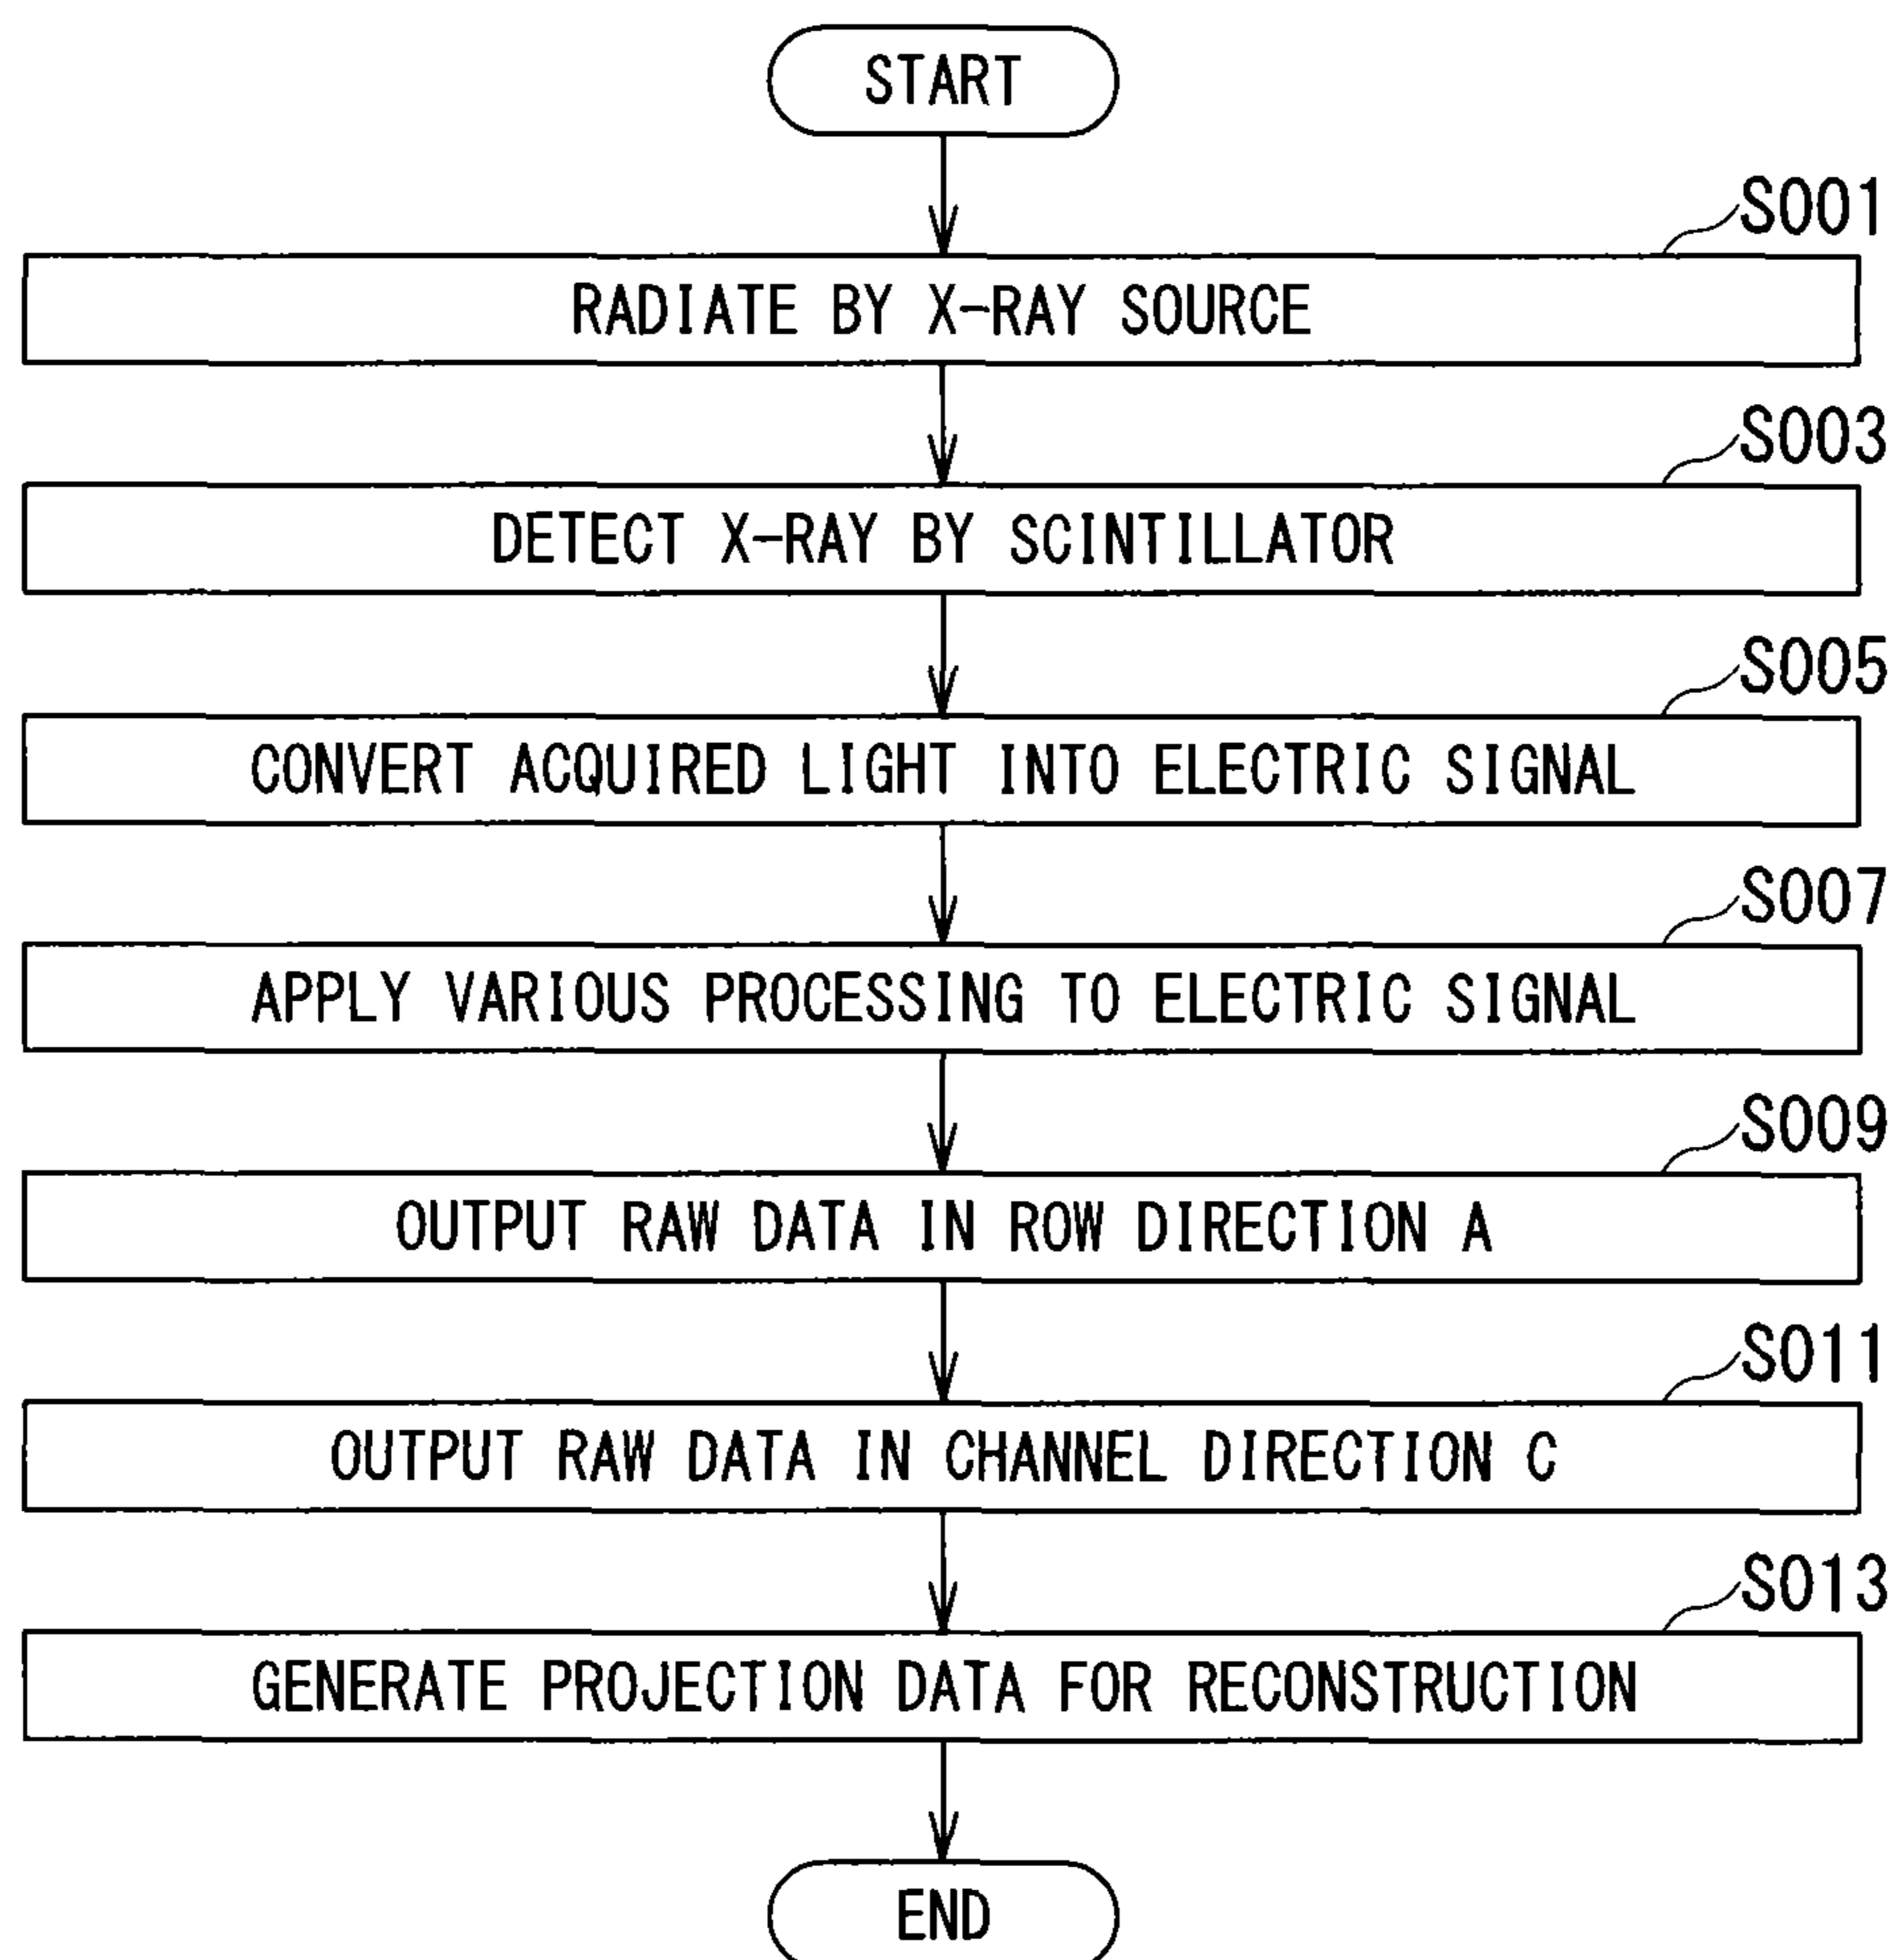 START
S001
RADIATE BY X-RAY SOURCE
S003
DETECT X-RAY BY SCINTILLATOR
S005
CONVERT ACQUIRED LIGHT INTO ELECTRIC SIGNAL
S007
APPLY VARIOUS PROCESSING TO ELECTRIC SIGNAL
S009
OUTPUT RAW DATA IN ROW DIRECTION A
S011
OUTPUT RAW DATA IN CHANNEL DIRECTION C
S013
GENERATE PROJECTION DATA FOR RECONSTRUCTION
END